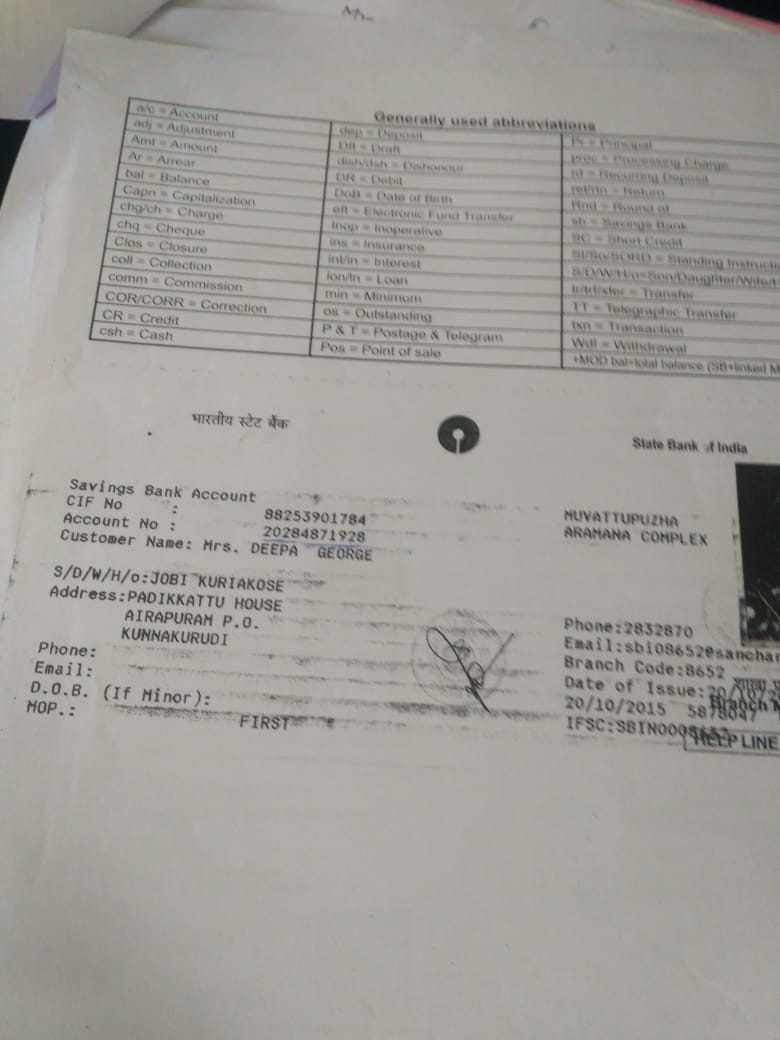 Generally used abbreviations
a/c = Account
adj = Adjustment
Amt = Amount
Ar = Arrear
bal = Balance
Capn = Capitalization
chg/ch = Charge
chq = Cheque
Clos = Closure
coll = Collection
comm = Commission
COR/CORR = Correction
CR = Credit
csh = Cash
dep = Deposit
Dft = Draft
dish/dsh = Dishonour
DR = Debit
DoB = Date of Birth
eft = Electronic Fund Transfer
Inop = Inoperative
ins = Insurance
int/in = Interest
lon/ln = Loan
min = Minimum
os = Outstanding
P & T = Postage & Telegram
Pos = Point of sale
Pr = Principal
proc = Processing Charge
rd = Recurring Deposit
ret/rtn = Return
Rnd = Round of
sb = Savings Bank
SC = Short Credit
SI/So/SORD = Standing Instructi
S/D/W/H/o=Son/Daughter/Wife/
tr/trf/xfer = Transfer
TT = Telegraphic Transfer
txn = Transaction
Wdl = Withdrawal
+MOD bal=total balance (SB+linked M
भारतीय स्टेट बैंक
State Bank of India
Savings Bank Account
CIF No : 88253901784
Account No : 20284871928
Customer Name: Mrs. DEEPA GEORGE
S/D/W/H/o:JOBI KURIAKOSE
Address:PADIKKATTU HOUSE
AIRAPURAM P.O.
KUNNAKURUDI
Phone:
Email:
D.O.B. (If Minor):
MOP.:
FIRST
MUVATTUPUZHA
ARAMANA COMPLEX
Phone:2832870
Email:sbi08652@sanchar
Branch Code:8652
Date of Issue:
Branch
20/10/2015
IFSC:
HELP LINE